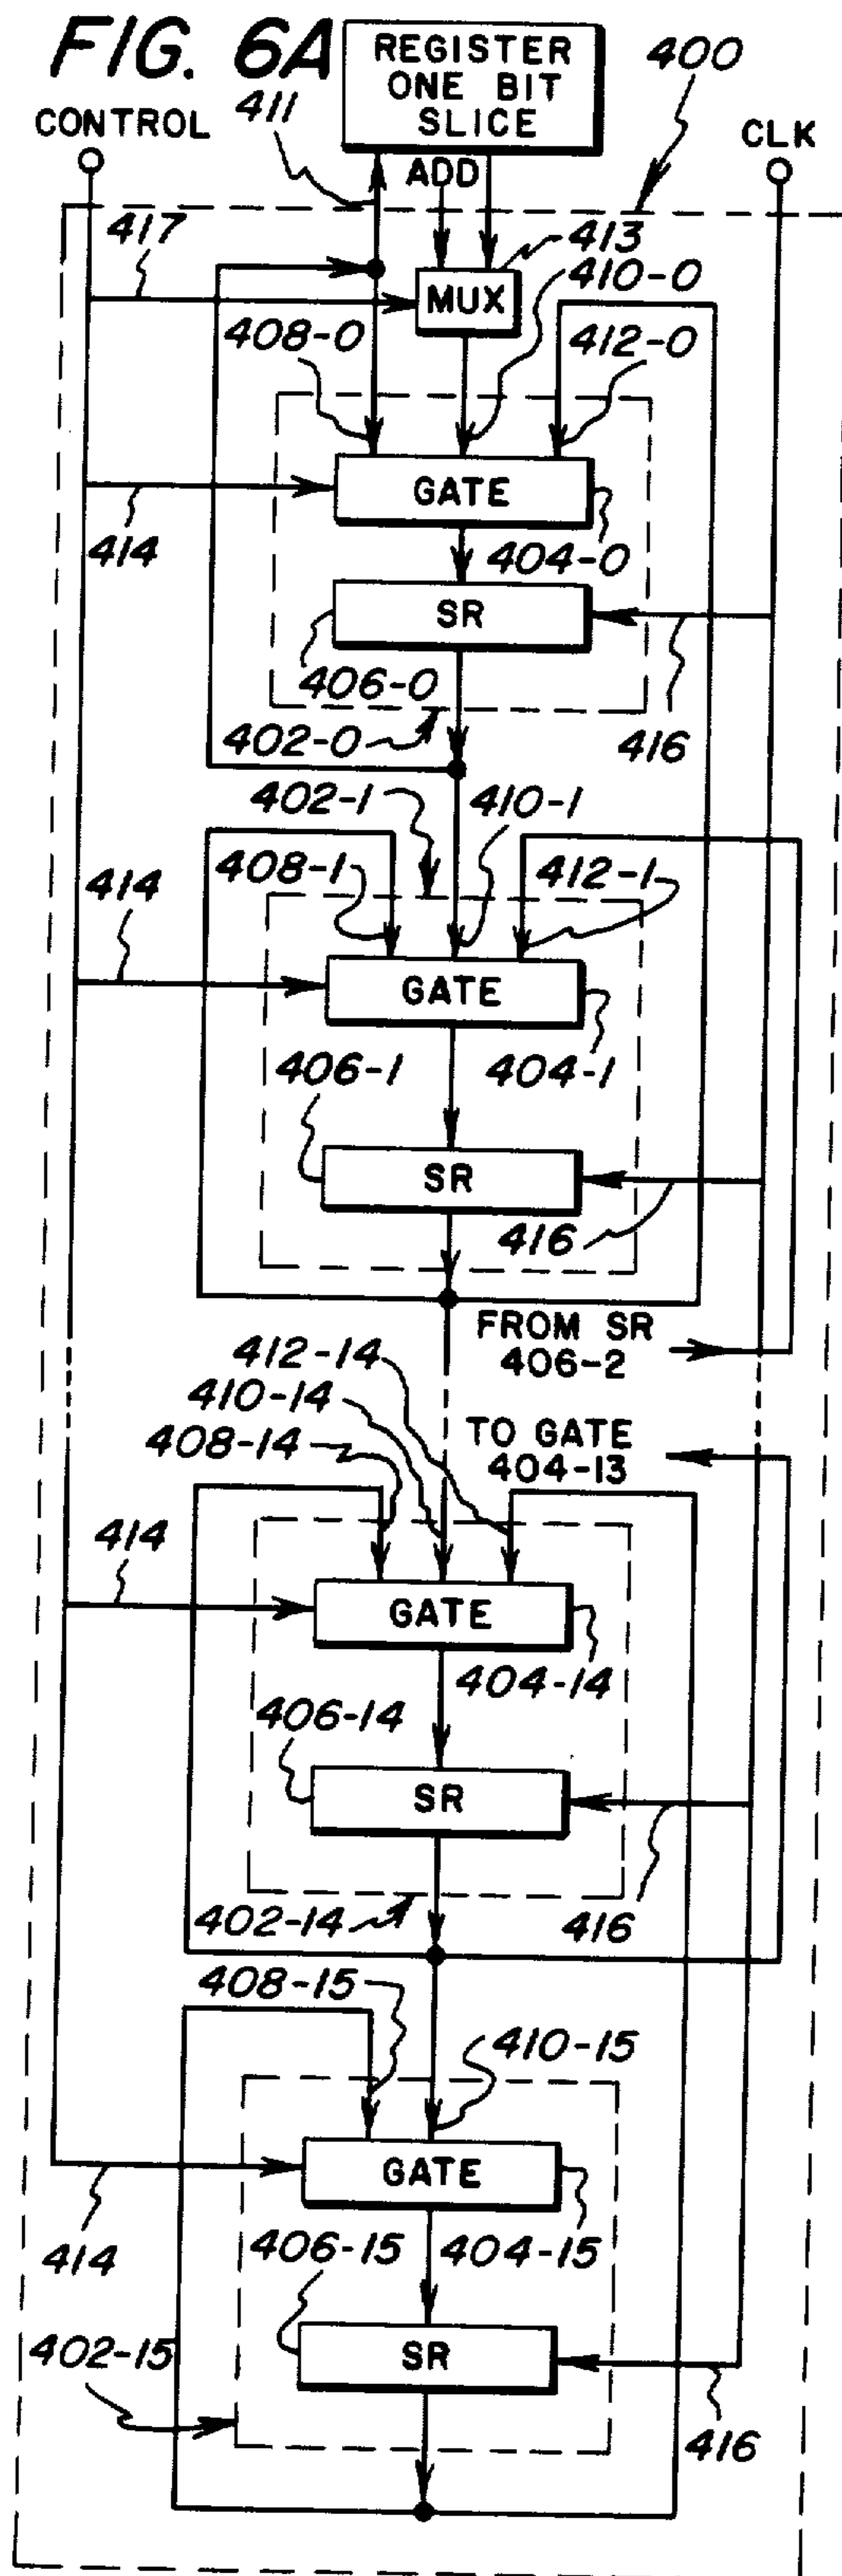 FIG. 6A
REGISTER
ONE BIT
SLICE
400
411
CONTROL
ADD
CLK
417
413
MUX
410-0
408-0
412-0
GATE
414
404-0
SR
406-0
402-0
416
402-1
410-1
408-1
412-1
414
GATE
406-1
404-1
SR
416
FROM SR
406-2
412-14
410-14
408-14
TO GATE
404-13
414
GATE
404-14
406-14
SR
402-14
416
408-15
410-15
GATE
414
406-15
404-15
402-15
SR
416